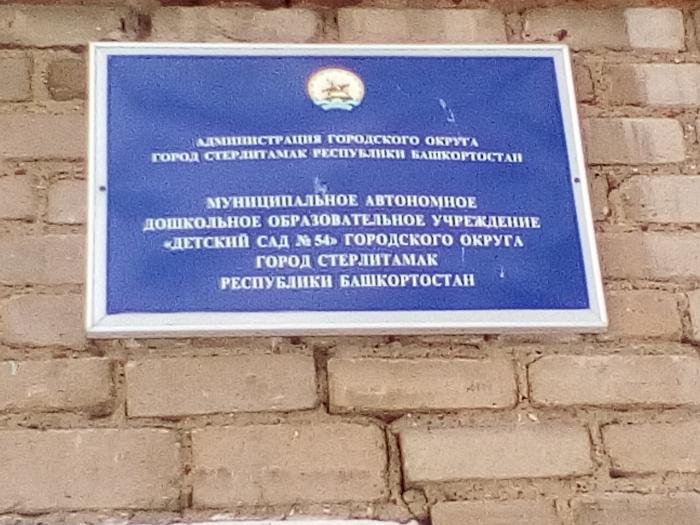 АДМИНИСТРАЦИЯ ГОРОДСКОГО ОКРУГА
ГОРОД СТЕРЛИТАМАК РЕСПУБЛИКИ БАШКОРТОСТАН
МУНИЦИПАЛЬНОЕ АВТОНОМНОЕ
ДОШКОЛЬНОЕ ОБРАЗОВАТЕЛЬНОЕ УЧРЕЖДЕНИЕ
«ДЕТСКИЙ САД № 54» ГОРОДСКОГО ОКРУГА
ГОРОД СТЕРЛИТАМАК
РЕСПУБЛИКИ БАШКОРТОСТАН